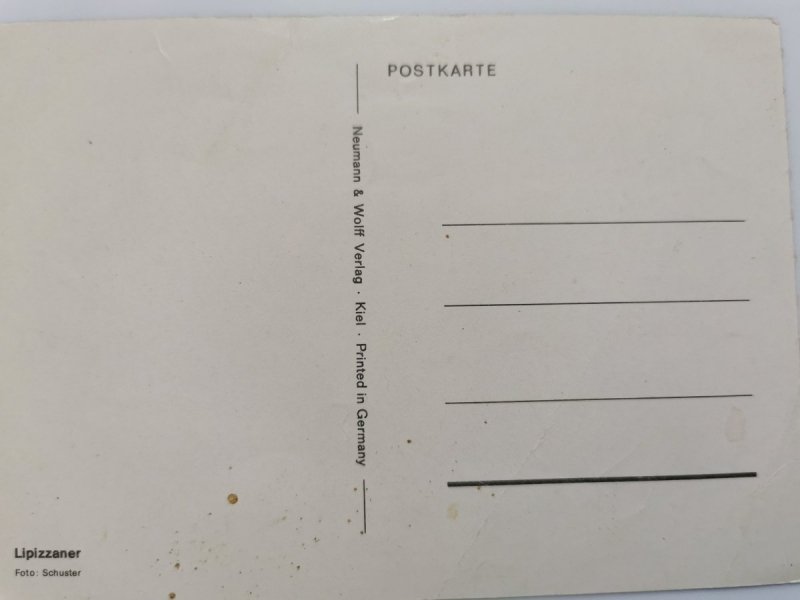 POSTKARTE
Neumann & Wolff Verlag · Kiel · Printed in Germany
Lipizzaner
Foto: Schuster